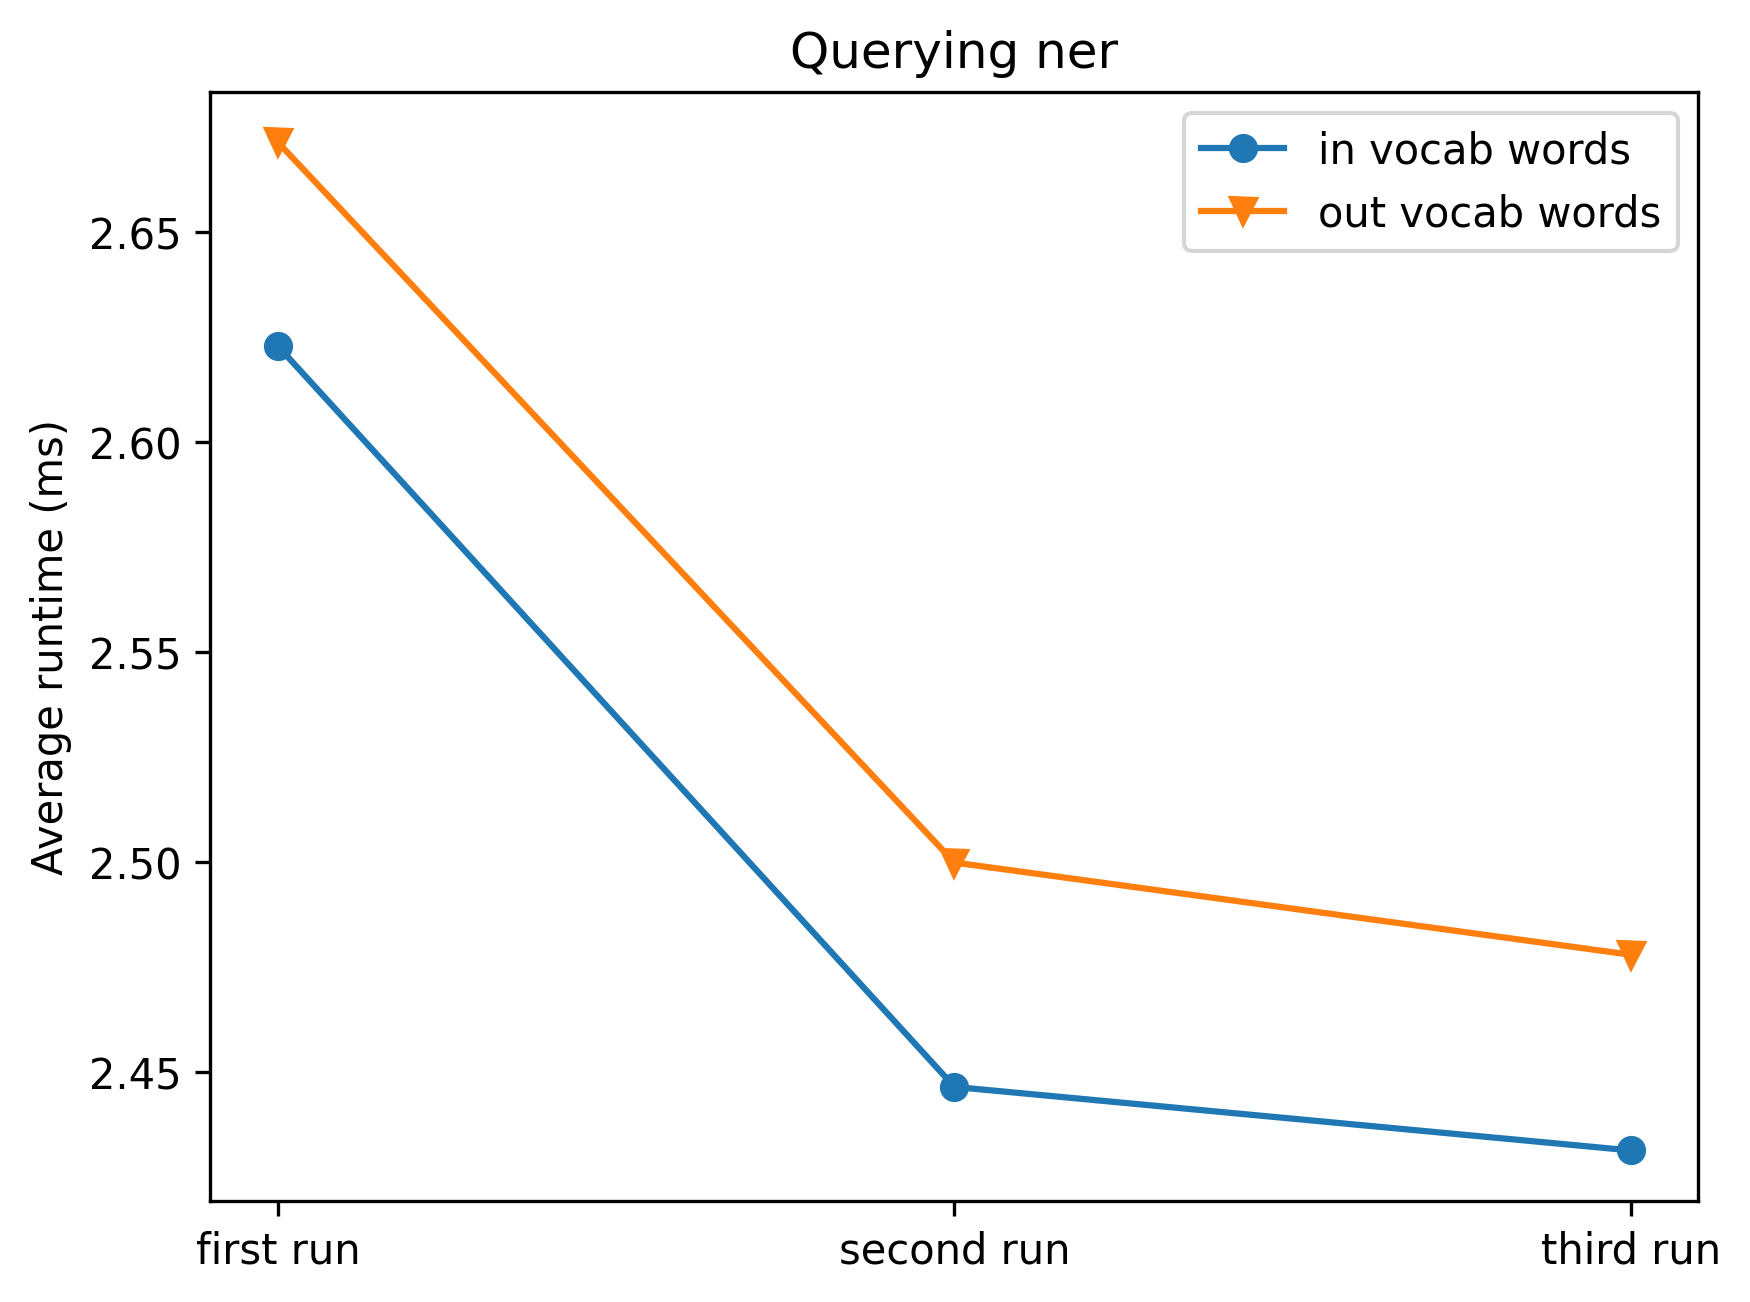 Querying ner
in vocab words
out vocab words
Average runtime (ms)
2.65
2.60
2.55
2.50
2.45
first run
second run
third run